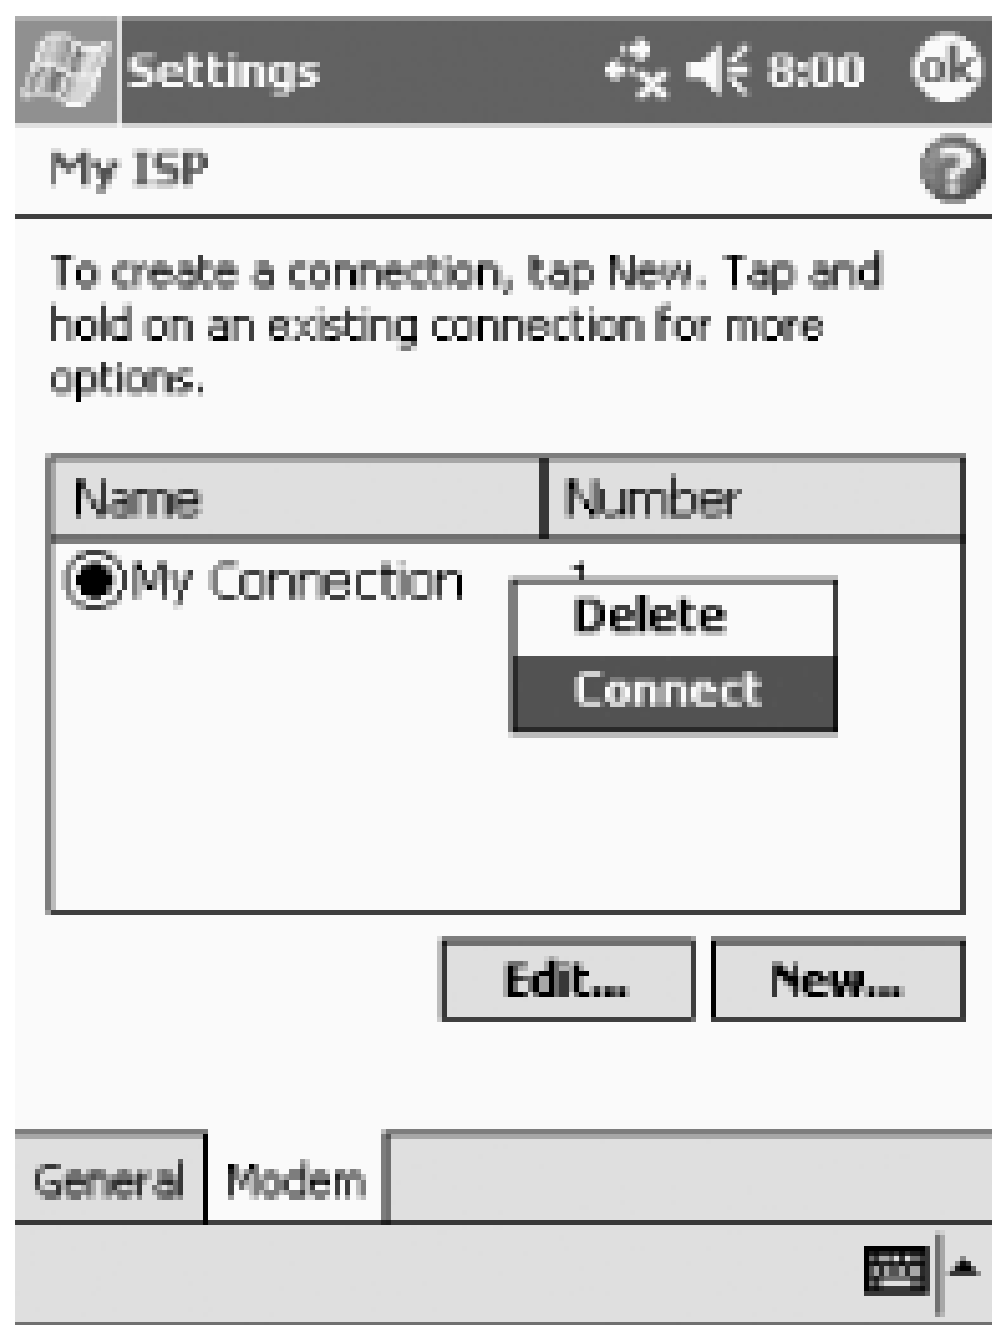 Settings 8:00 ok
My ISP ?
To create a connection, tap New. Tap and
hold on an existing connection for more
options.
Name Number
My Connection 1
Delete
Connect
Edit... New...
General Modem